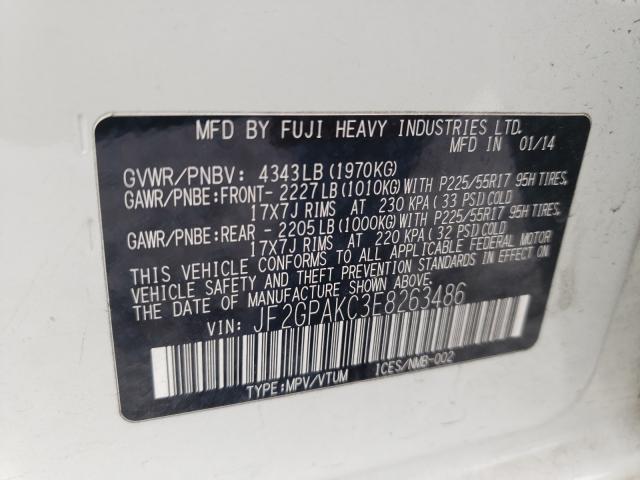 MFD BY FUJI HEAVY INDUSTRIES LTD.
MFD IN 01/14
GVWR/PNBV: 4343LB (1970KG)
GAWR/PNBE:FRONT- 2227LB (1010KG) WITH P225/55R17 95H TIRES,
17X7J RIMS AT 230 KPA (33 PSI) COLD
GAWR/PNBE:REAR - 2205LB (1000KG) WITH P225/55R17 95H TIRES,
17X7J RIMS AT 220 KPA (32 PSI) COLD
THIS VEHICLE CONFORMS TO ALL APPLICABLE FEDERAL MOTOR
VEHICLE SAFETY AND THEFT PREVENTION STANDARDS IN EFFECT ON
THE DATE OF MANUFACTURE SHOWN ABOVE.
VIN: JF2GPAKC3E8263486
TYPE:MPV/VTUM ICES/NMB-002